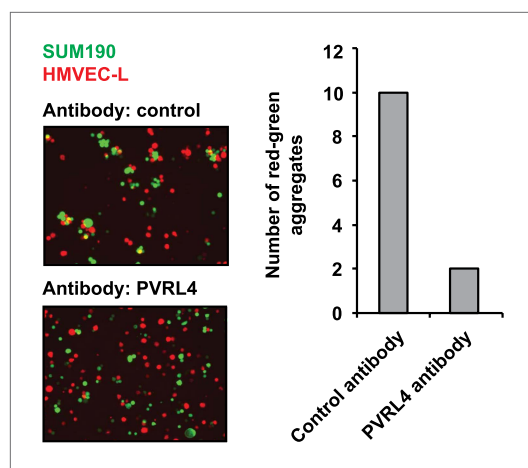 SUM190
HMVEC-L
Antibody: control
Antibody: PVRL4
Number of red-green
aggregates
12
10
8
6
4
2
0
Control antibody
PVRL4 antibody